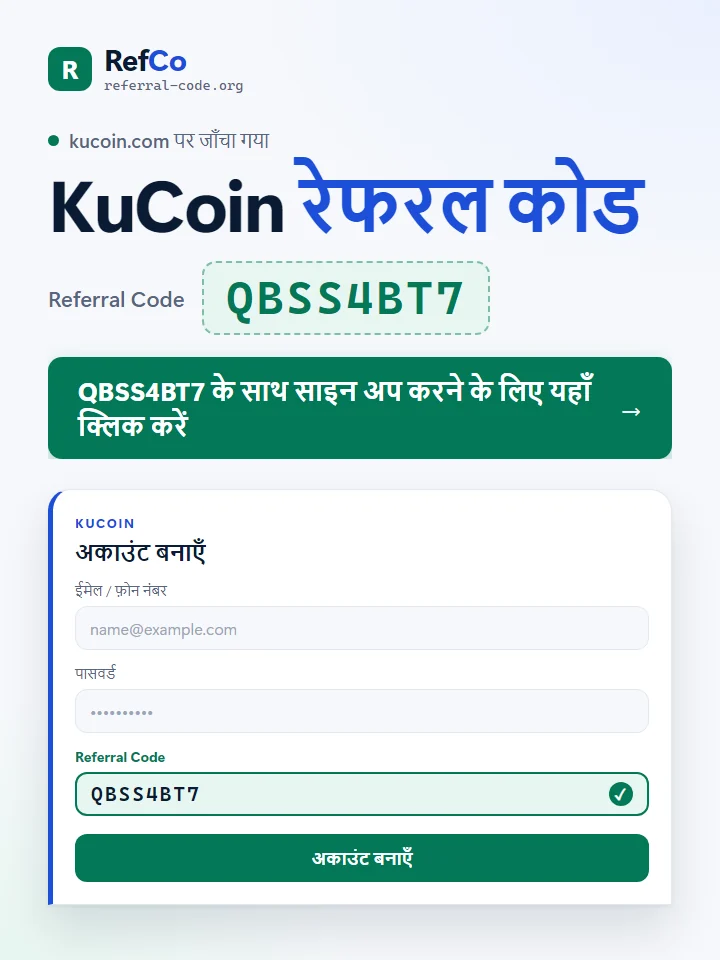 R
RefCo
referral-code.org
kucoin.com पर जाँचा गया
KuCoin रेफरल कोड
Referral Code
QBSS4BT7
QBSS4BT7 के साथ साइन अप करने के लिए यहाँ
क्लिक करें
→
KUCOIN
अकाउंट बनाएँ
ईमेल / फ़ोन नंबर
name@example.com
पासवर्ड
••••••••••
Referral Code
QBSS4BT7
✓
अकाउंट बनाएँ